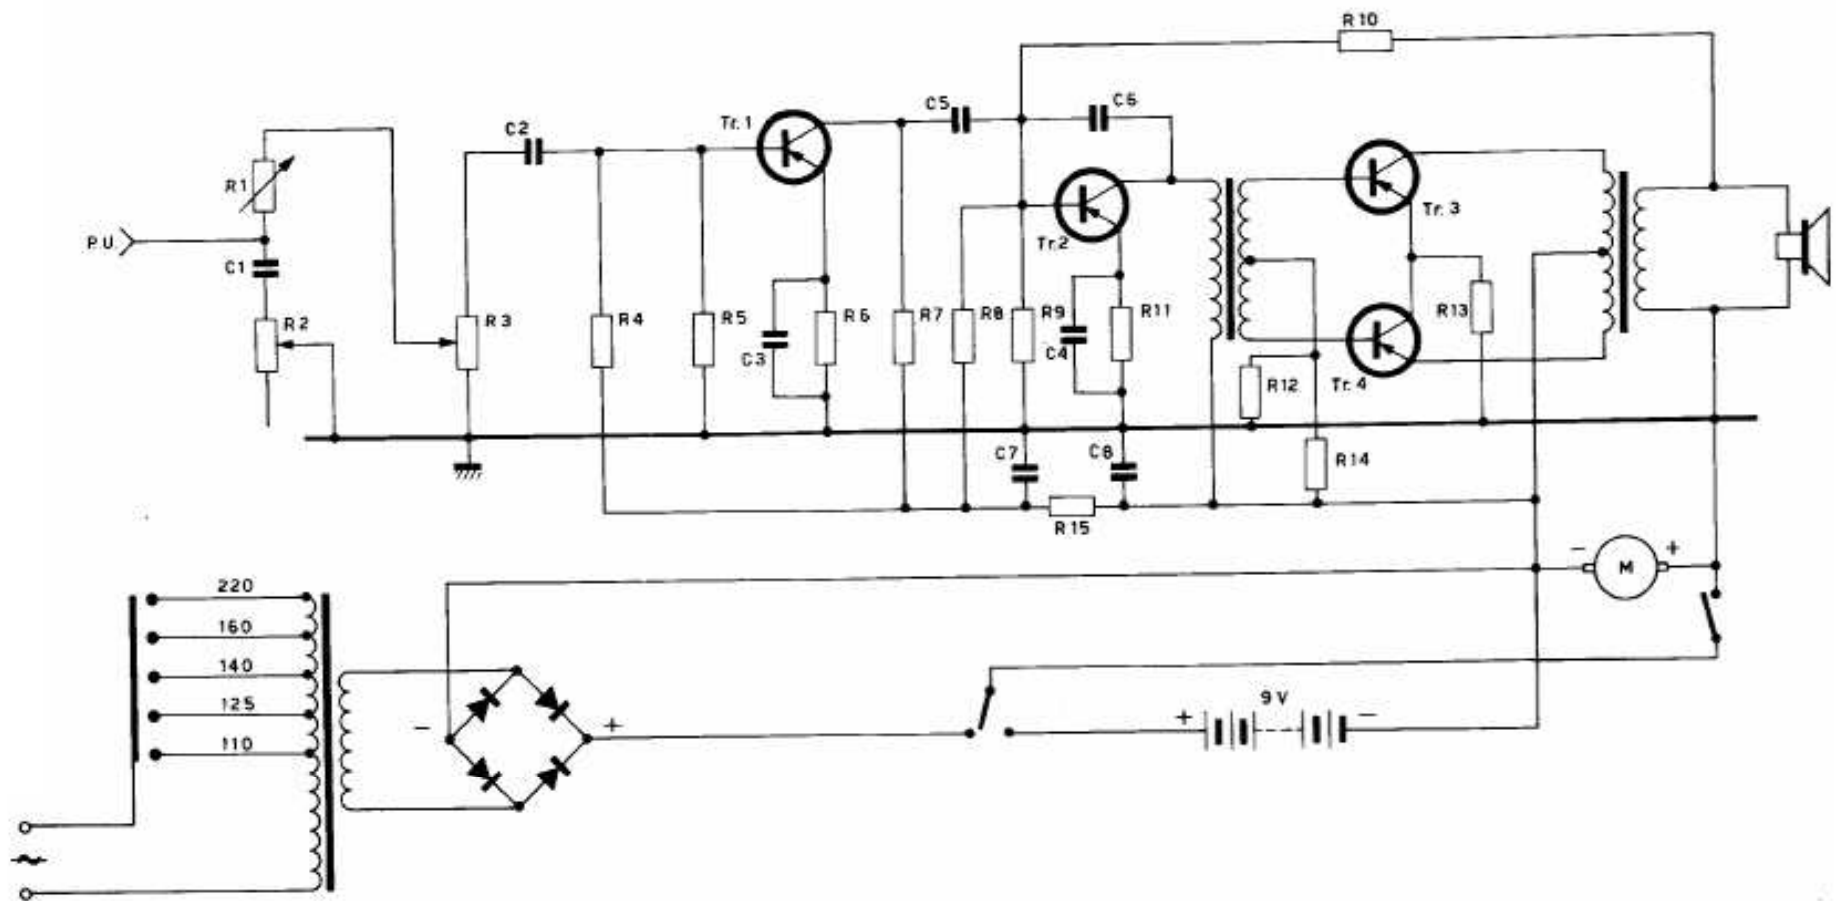 R10
C5
C6
Tr.1
C2
R1
P.U.
C1
R2
R3
R4
R5
C3
R6
R7
R8
R9
C4
R11
Tr.2
Tr.3
Tr.4
R13
R12
R14
C7
C8
R15
- M +
220
160
140
125
110
- +
+ 9V -
~